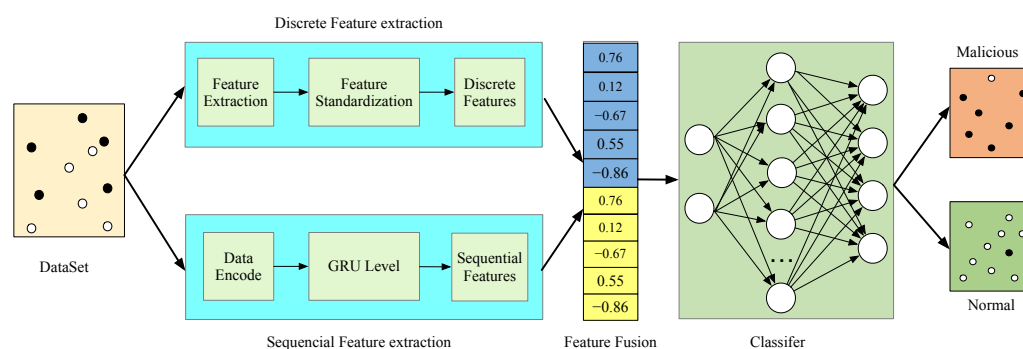 Discrete Feature extraction
Feature
Extraction
Feature
Standardization
Discrete
Features
DataSet
Data
Encode
GRU Level
Sequential
Features
Sequencial Feature extraction
0.76
0.12
−0.67
0.55
−0.86
0.76
0.12
−0.67
0.55
−0.86
Feature Fusion
...
Classifer
Malicious
Normal